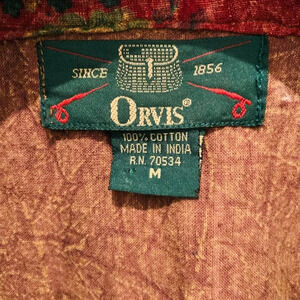 SINCE 1856
ORVIS®
100% COTTON
MADE IN INDIA
R.N. 70534
M